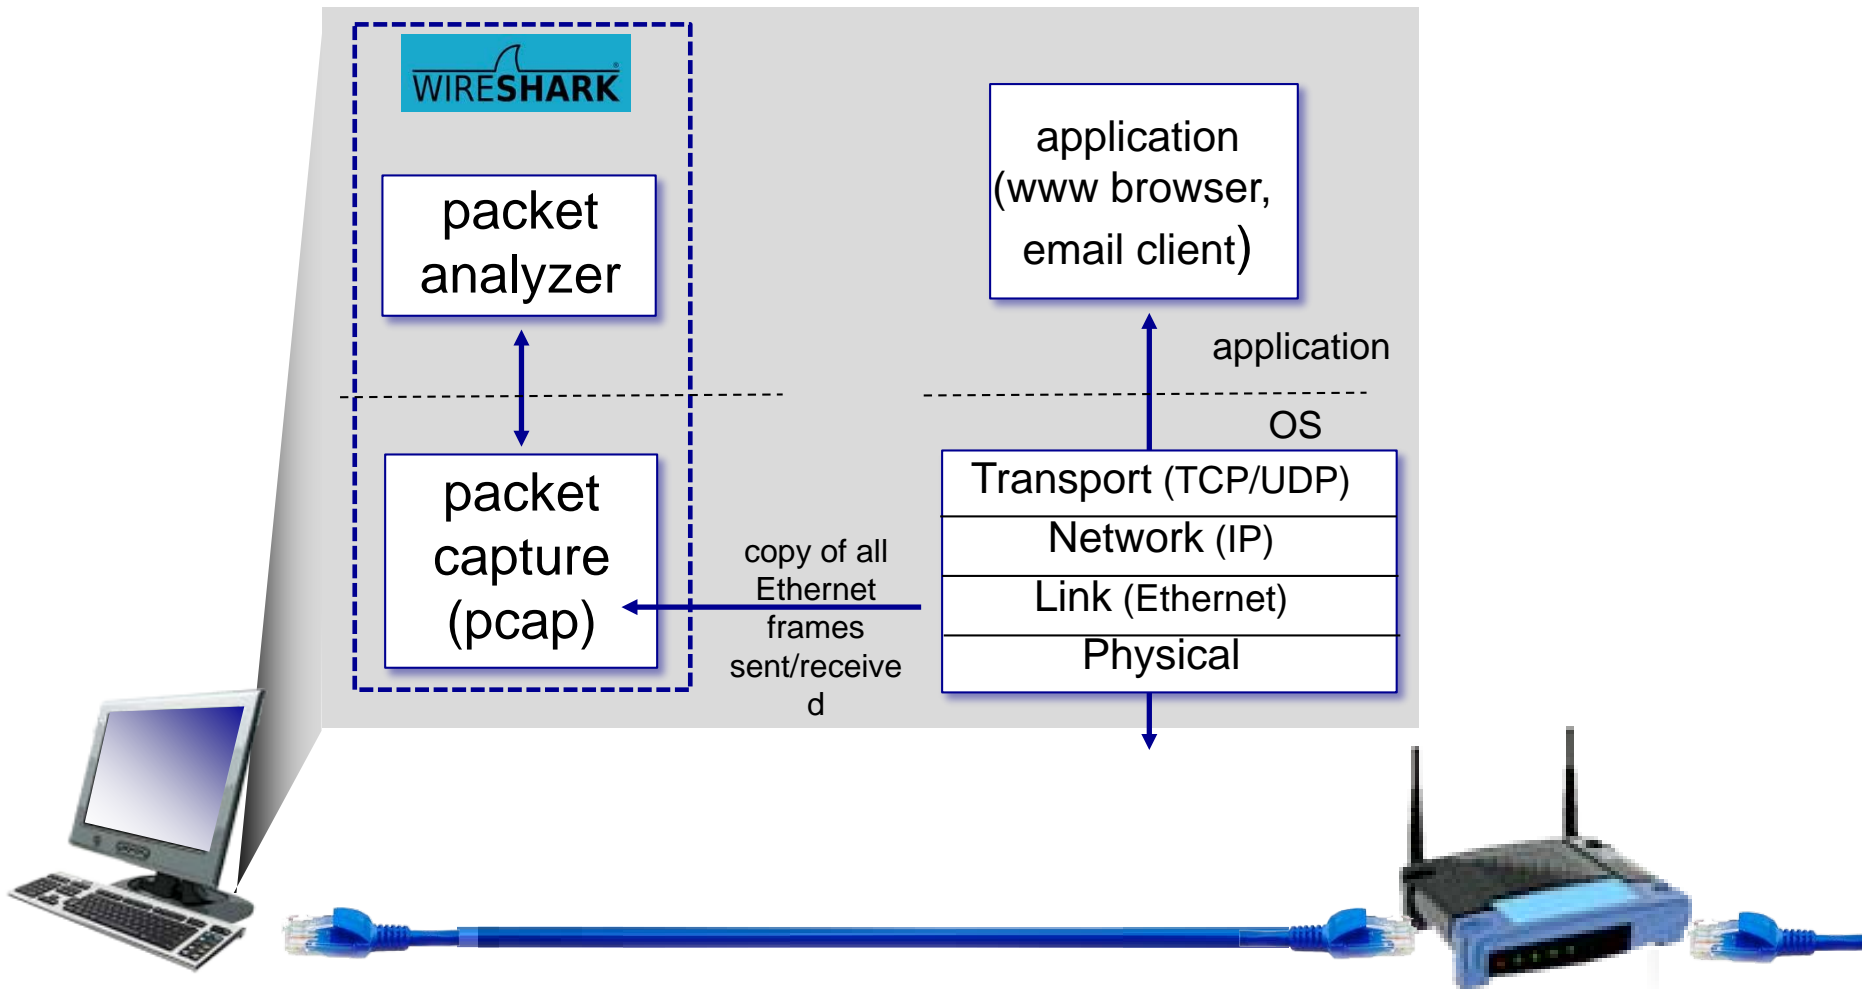 WIRESHARK
packet
analyzer
packet
capture
(pcap)
copy of all
Ethernet
frames
sent/receive
d
application
(www browser,
email client)
application
OS
Transport (TCP/UDP)
Network (IP)
Link (Ethernet)
Physical